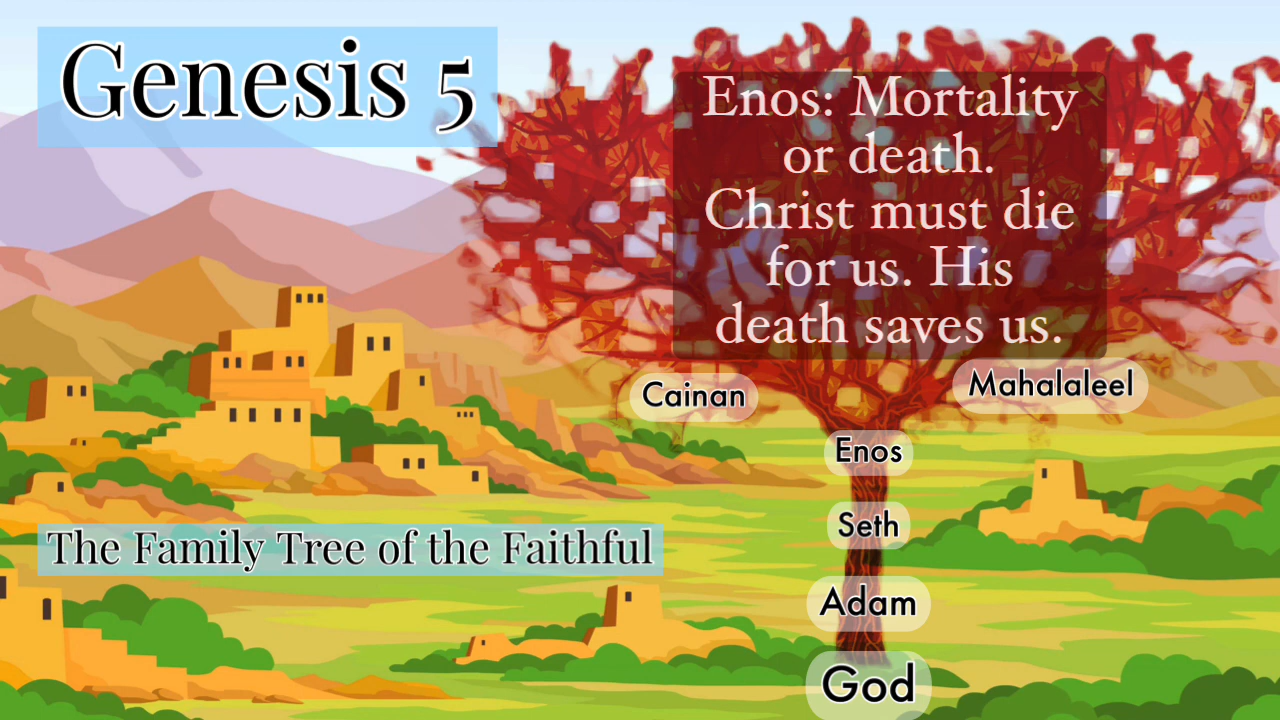 Genesis 5
Enos: Mortality
or death.
Christ must die
for us. His
death saves us.
Cainan
Mahalaleel
Enos
Seth
The Family Tree of the Faithful
Adam
God